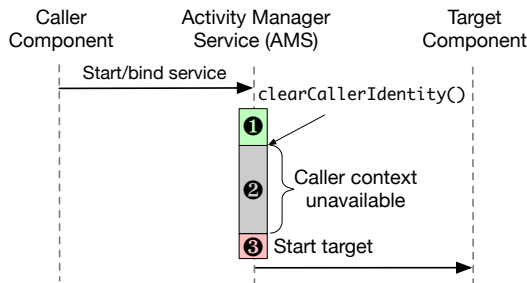 Caller
Component
Activity Manager
Service (AMS)
Target
Component
Start/bind service
clearCallerIdentity()
❶
❷
Caller context
unavailable
❸ Start target